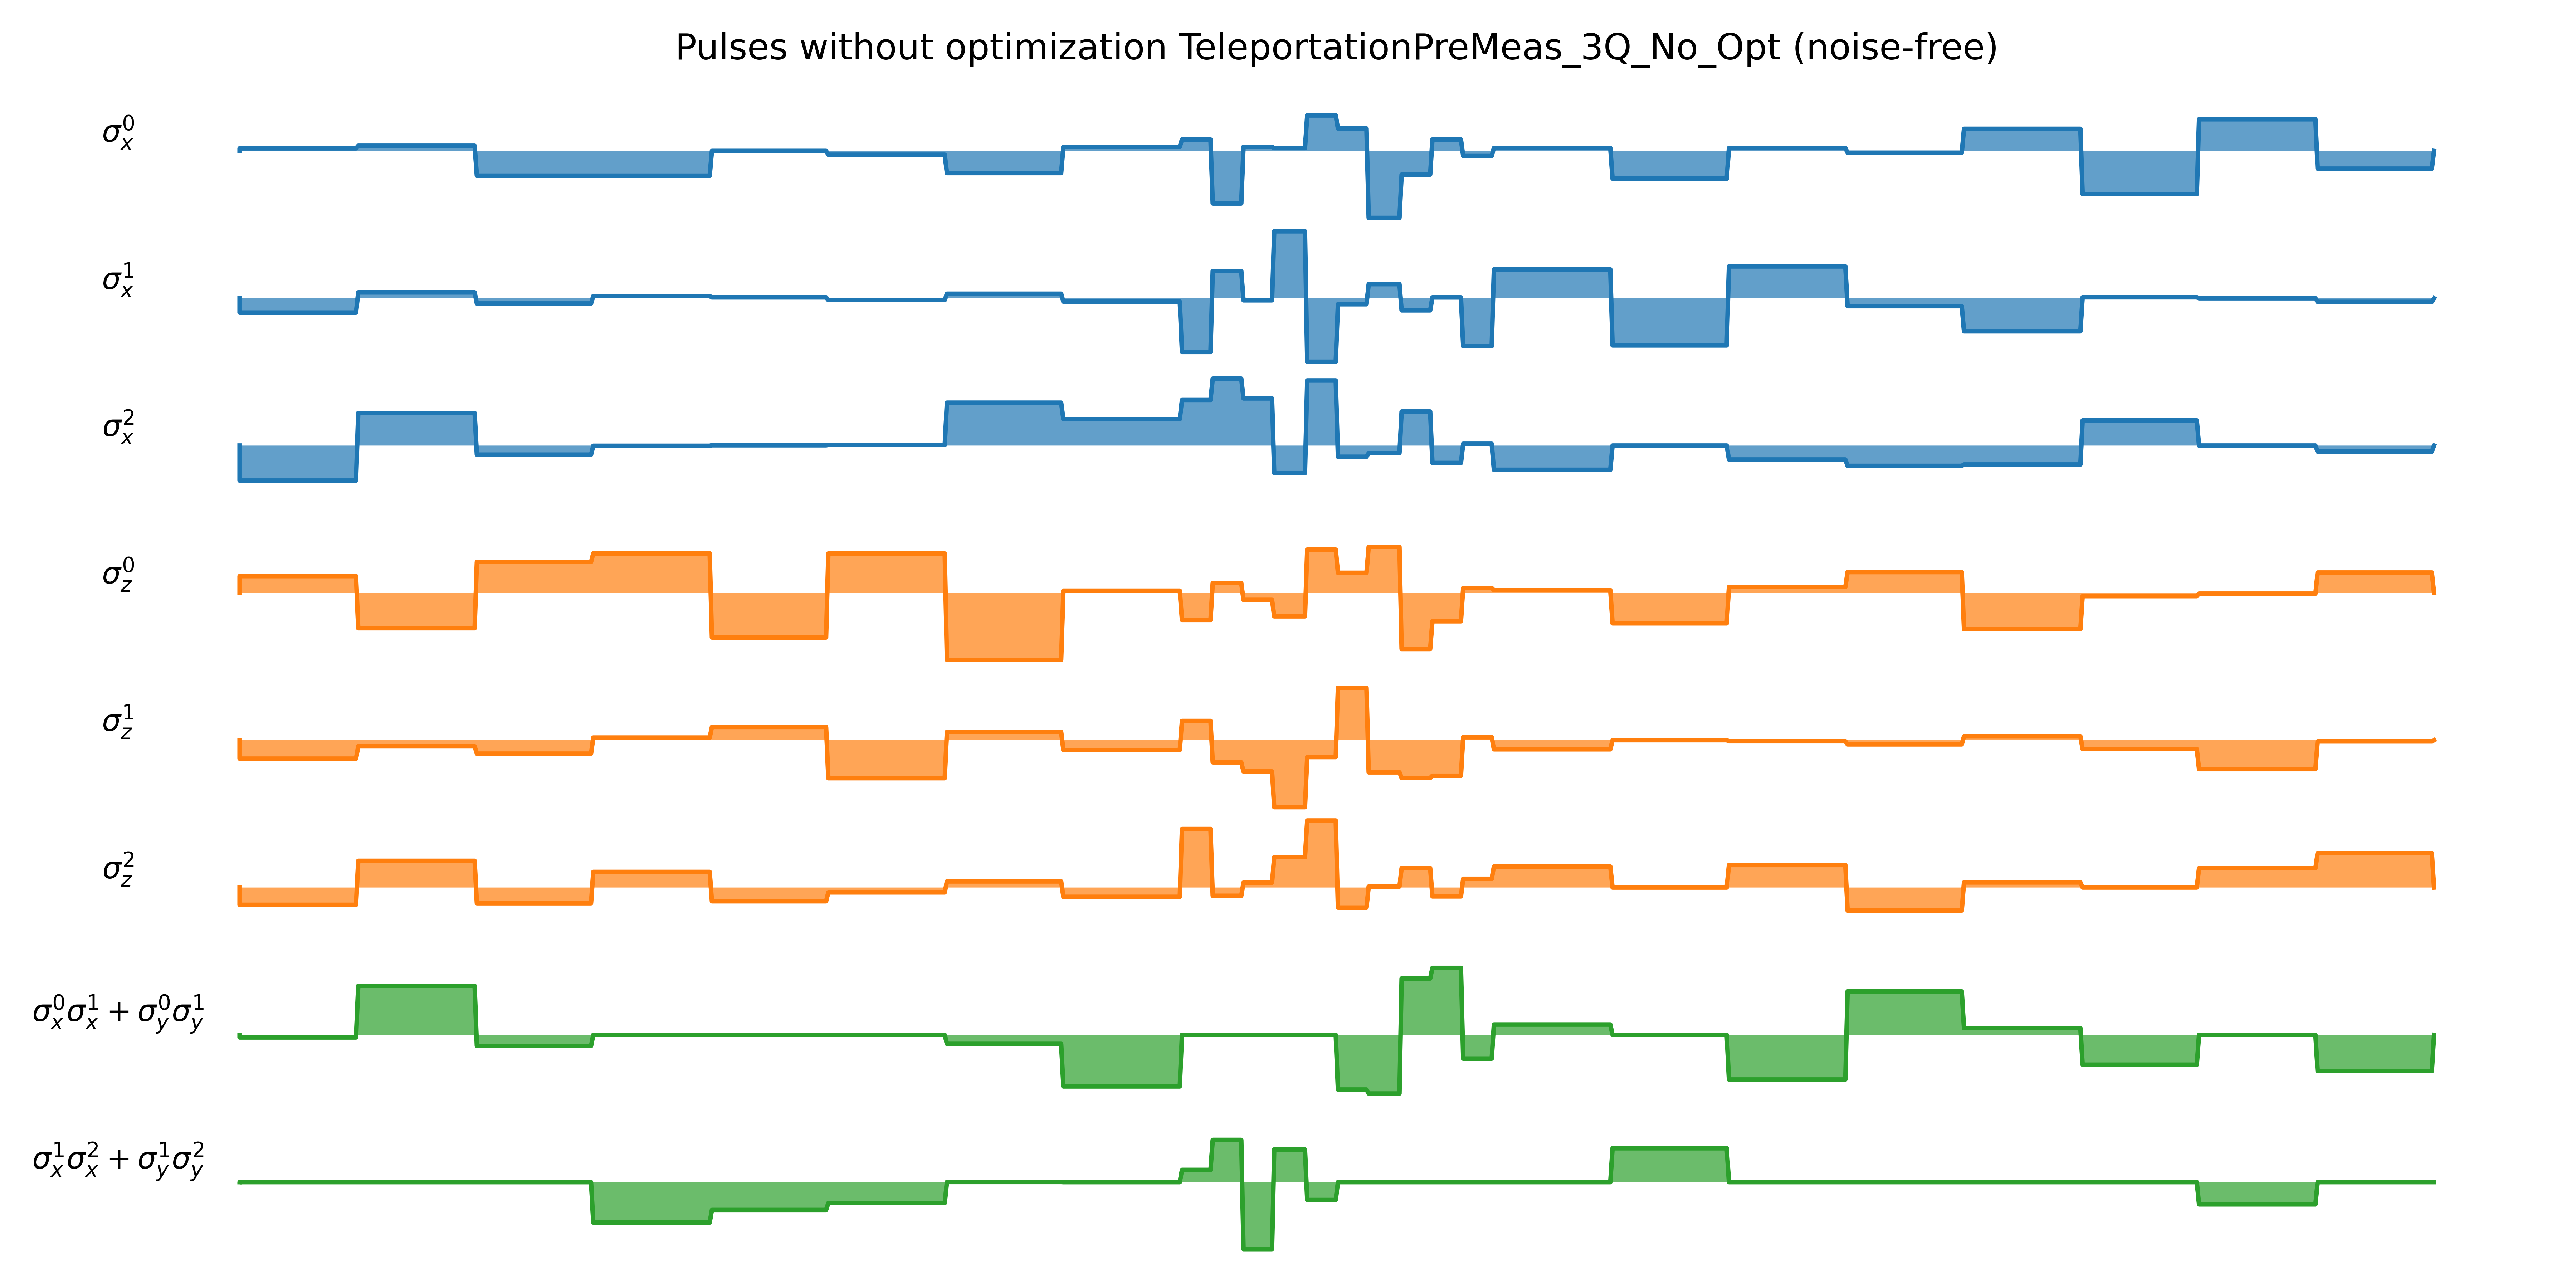 Pulses without optimization TeleportationPreMeas_3Q_No_Opt (noise-free)
σ_x^0
σ_x^1
σ_x^2
σ_z^0
σ_z^1
σ_z^2
σ_x^0σ_x^1 + σ_y^0σ_y^1
σ_x^1σ_x^2 + σ_y^1σ_y^2